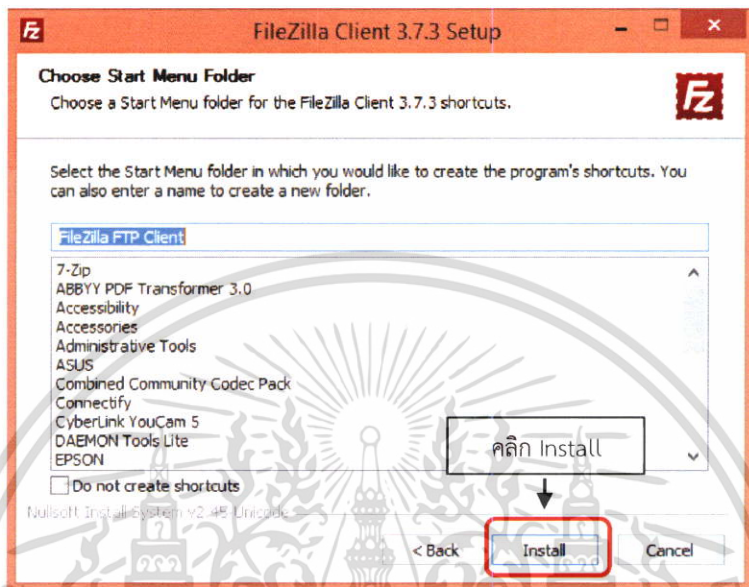 FileZilla Client 3.7.3 Setup
Choose Start Menu Folder
Choose a Start Menu folder for the FileZilla Client 3.7.3 shortcuts.
Fz
Select the Start Menu folder in which you would like to create the program's shortcuts. You
can also enter a name to create a new folder.
FileZilla FTP Client
7-Zip
ABBYY PDF Transformer 3.0
Accessibility
Accessories
Administrative Tools
ASUS
Combined Community Codec Pack
Connectify
CyberLink YouCam 5
DAEMON Tools Lite
EPSON
คลิก Install
Do not create shortcuts
Nullsoft Install System v2.45-Unicode
< Back
Install
Cancel